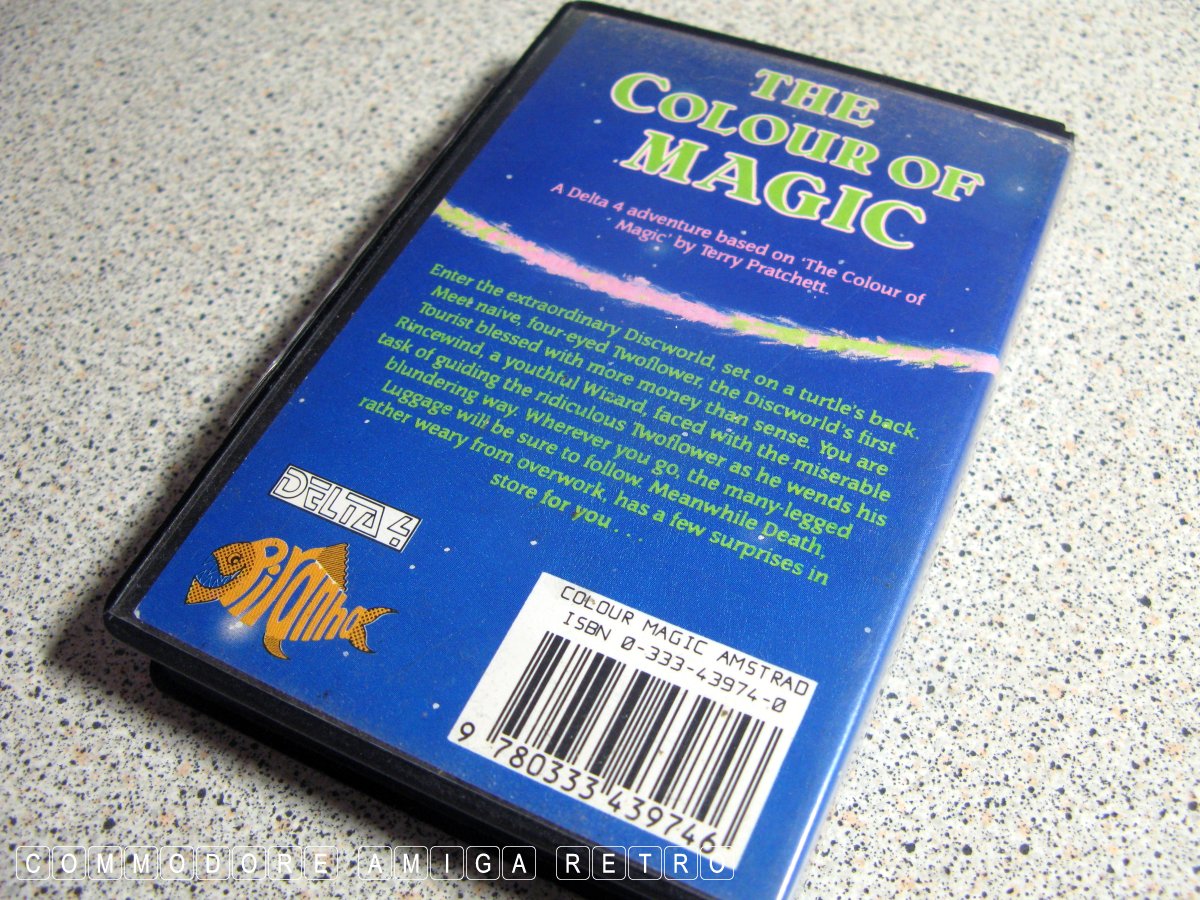 THE
COLOUR OF
MAGIC
A Delta 4 adventure based on 'The Colour of
Magic' by Terry Pratchett.
Enter the extraordinary Discworld, set on a turtle's back.
Meet naive, four-eyed Twoflower, the Discworld's first
Tourist blessed with more money than sense. You are
Rincewind, a youthful Wizard, faced with the miserable
task of guiding the ridiculous Twoflower as he wends his
blundering way. Wherever you go, the many-legged
Luggage will be sure to follow. Meanwhile Death,
rather weary from overwork, has a few surprises in
store for you . . .
DELTA 4
Piranha
COLOUR MAGIC AMSTRAD
ISBN 0-333-43974-0
9 780333 439746
COMMODORE AMIGA RETRO